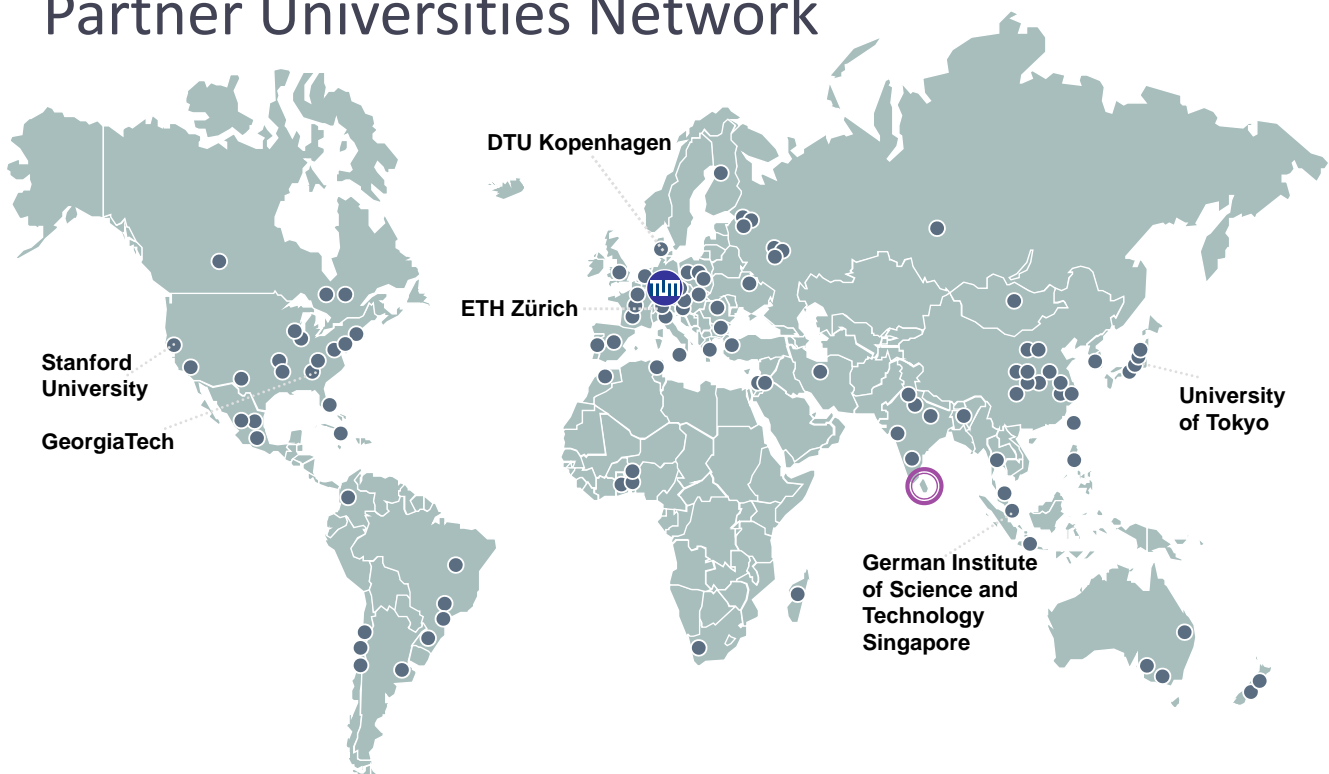 Partner Universities Network
DTU Kopenhagen
TUM
ETH Zürich
Stanford
University
GeorgiaTech
University
of Tokyo
German Institute
of Science and
Technology
Singapore